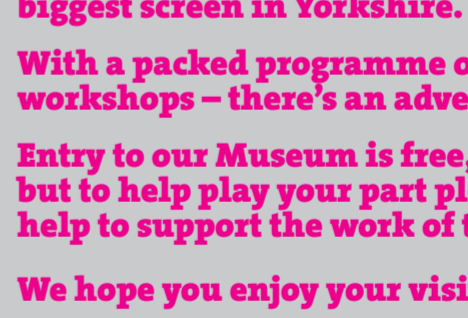 biggest screen in Yorkshire.
With a packed programme o
workshops – there's an adve
Entry to our Museum is free,
but to help play your part pl
help to support the work of t
We hope you enjoy your visi